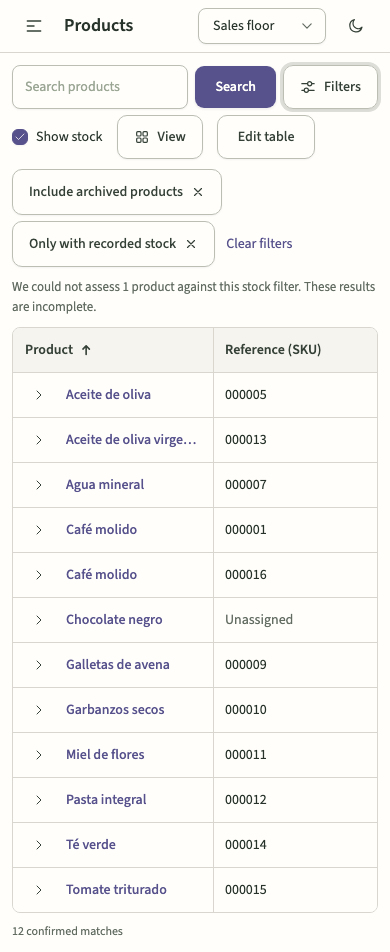 Products
Sales floor
Search products
Search
Filters
Show stock
View
Edit table
Include archived products
Only with recorded stock
Clear filters
We could not assess 1 product against this stock filter. These results
are incomplete.
Product
Reference (SKU)
Aceite de oliva
000005
Aceite de oliva virge…
000013
Agua mineral
000007
Café molido
000001
Café molido
000016
Chocolate negro
Unassigned
Galletas de avena
000009
Garbanzos secos
000010
Miel de flores
000011
Pasta integral
000012
Té verde
000014
Tomate triturado
000015
12 confirmed matches